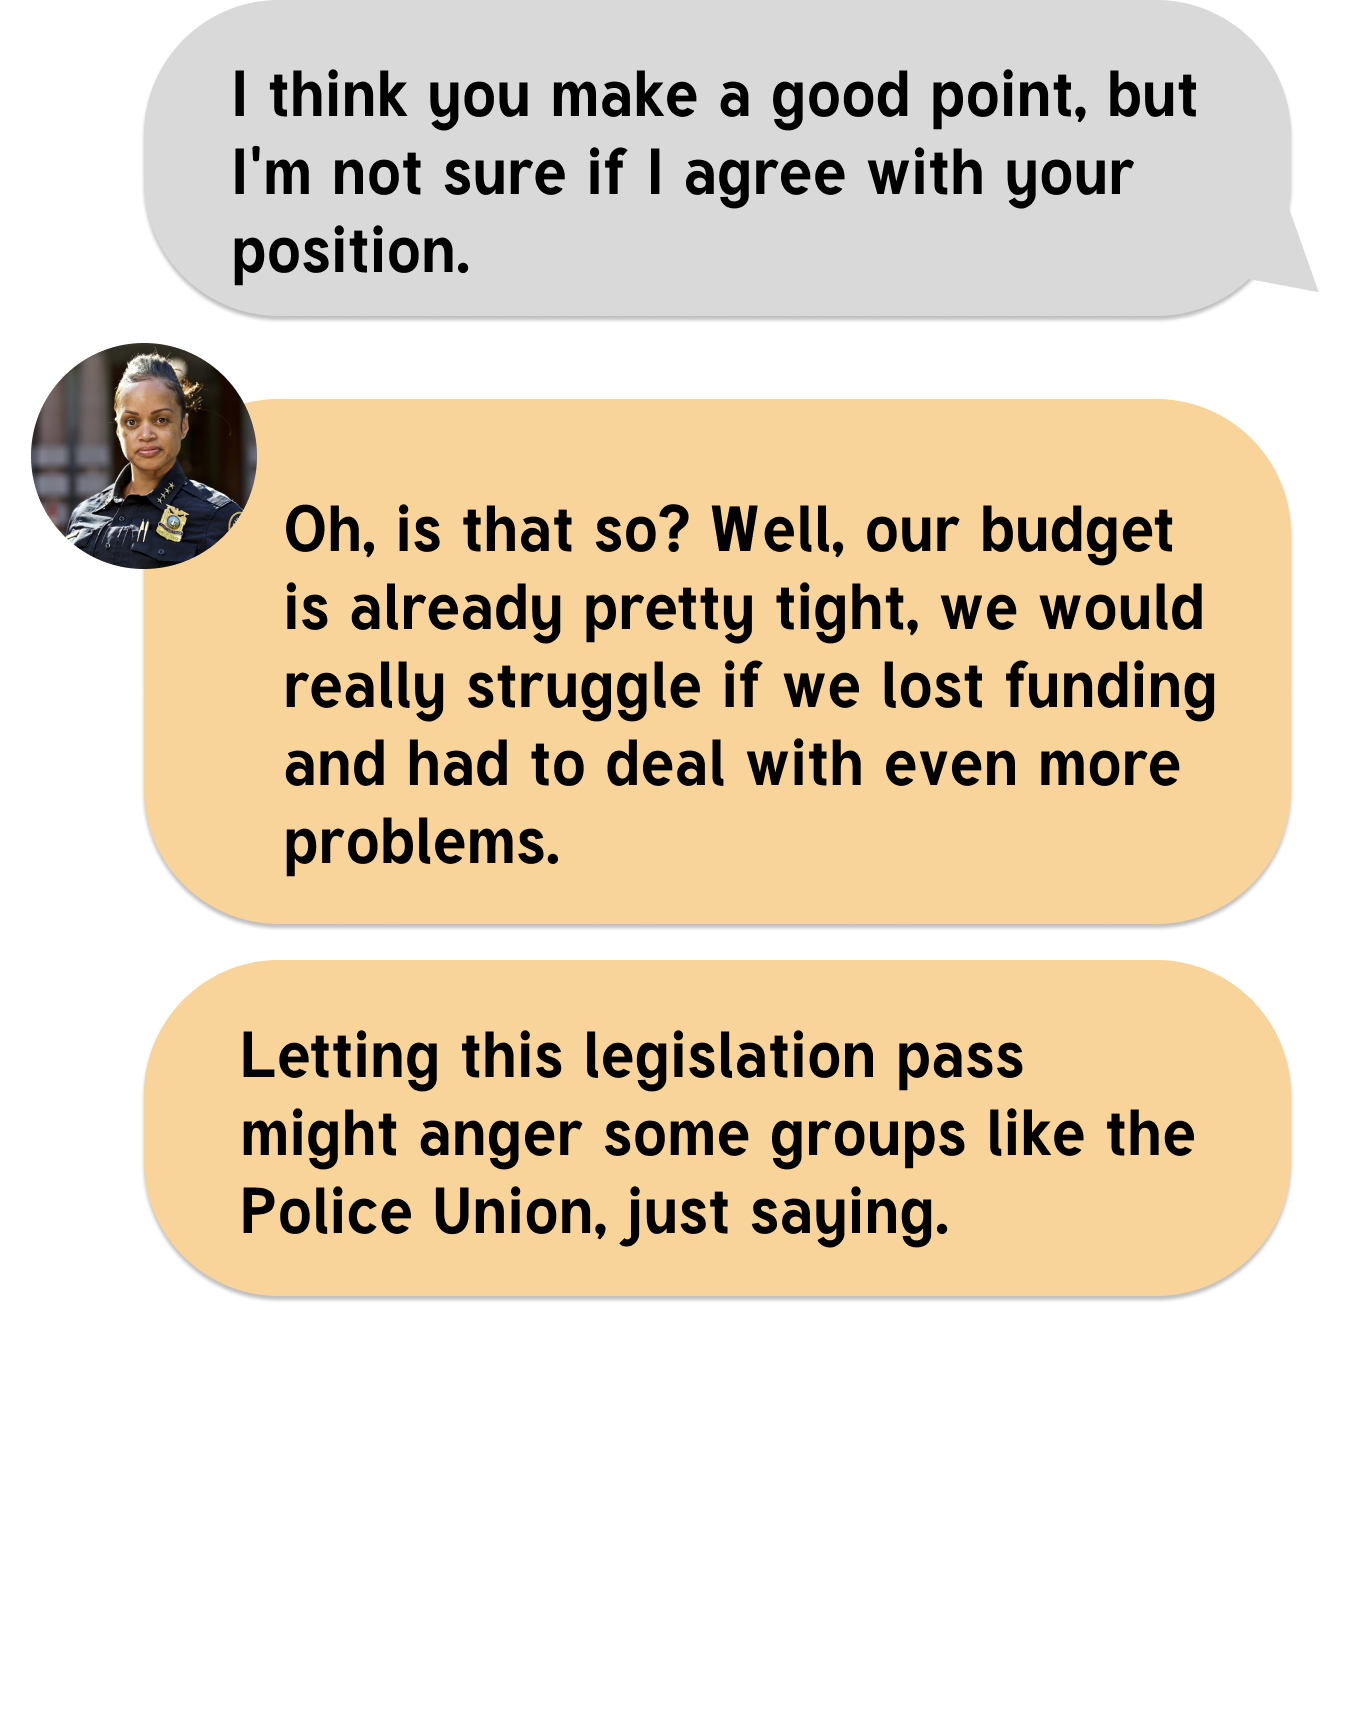 I think you make a good point, but
I'm not sure if I agree with your
position.
Oh, is that so? Well, our budget
is already pretty tight, we would
really struggle if we lost funding
and had to deal with even more
problems.
Letting this legislation pass
might anger some groups like the
Police Union, just saying.